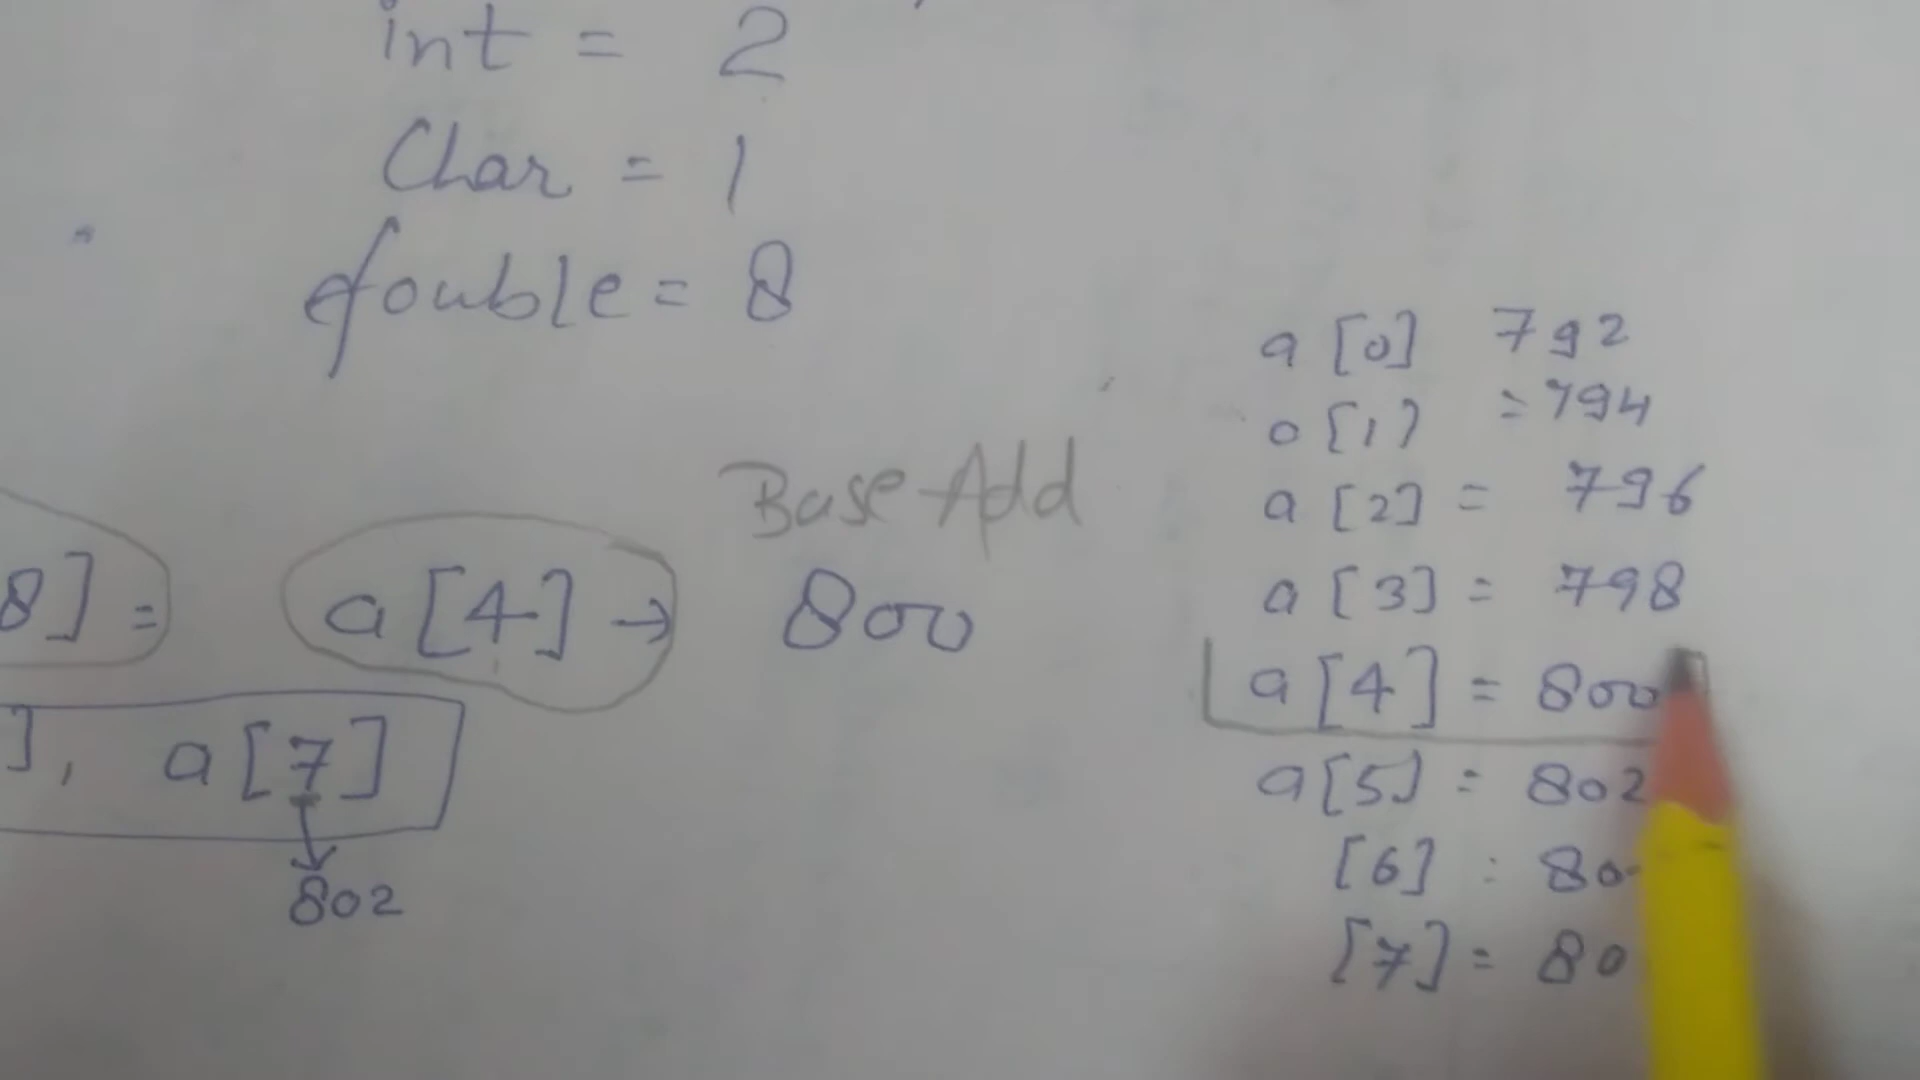 int = 2
Char = 1
double = 8
Base Add
8] = a[4] → 800
], a[7]
802
a[0] 792
a[1] = 794
a[2] = 796
a[3] = 798
a[4] = 800
a[5] = 802
[6] = 80
[7] = 80